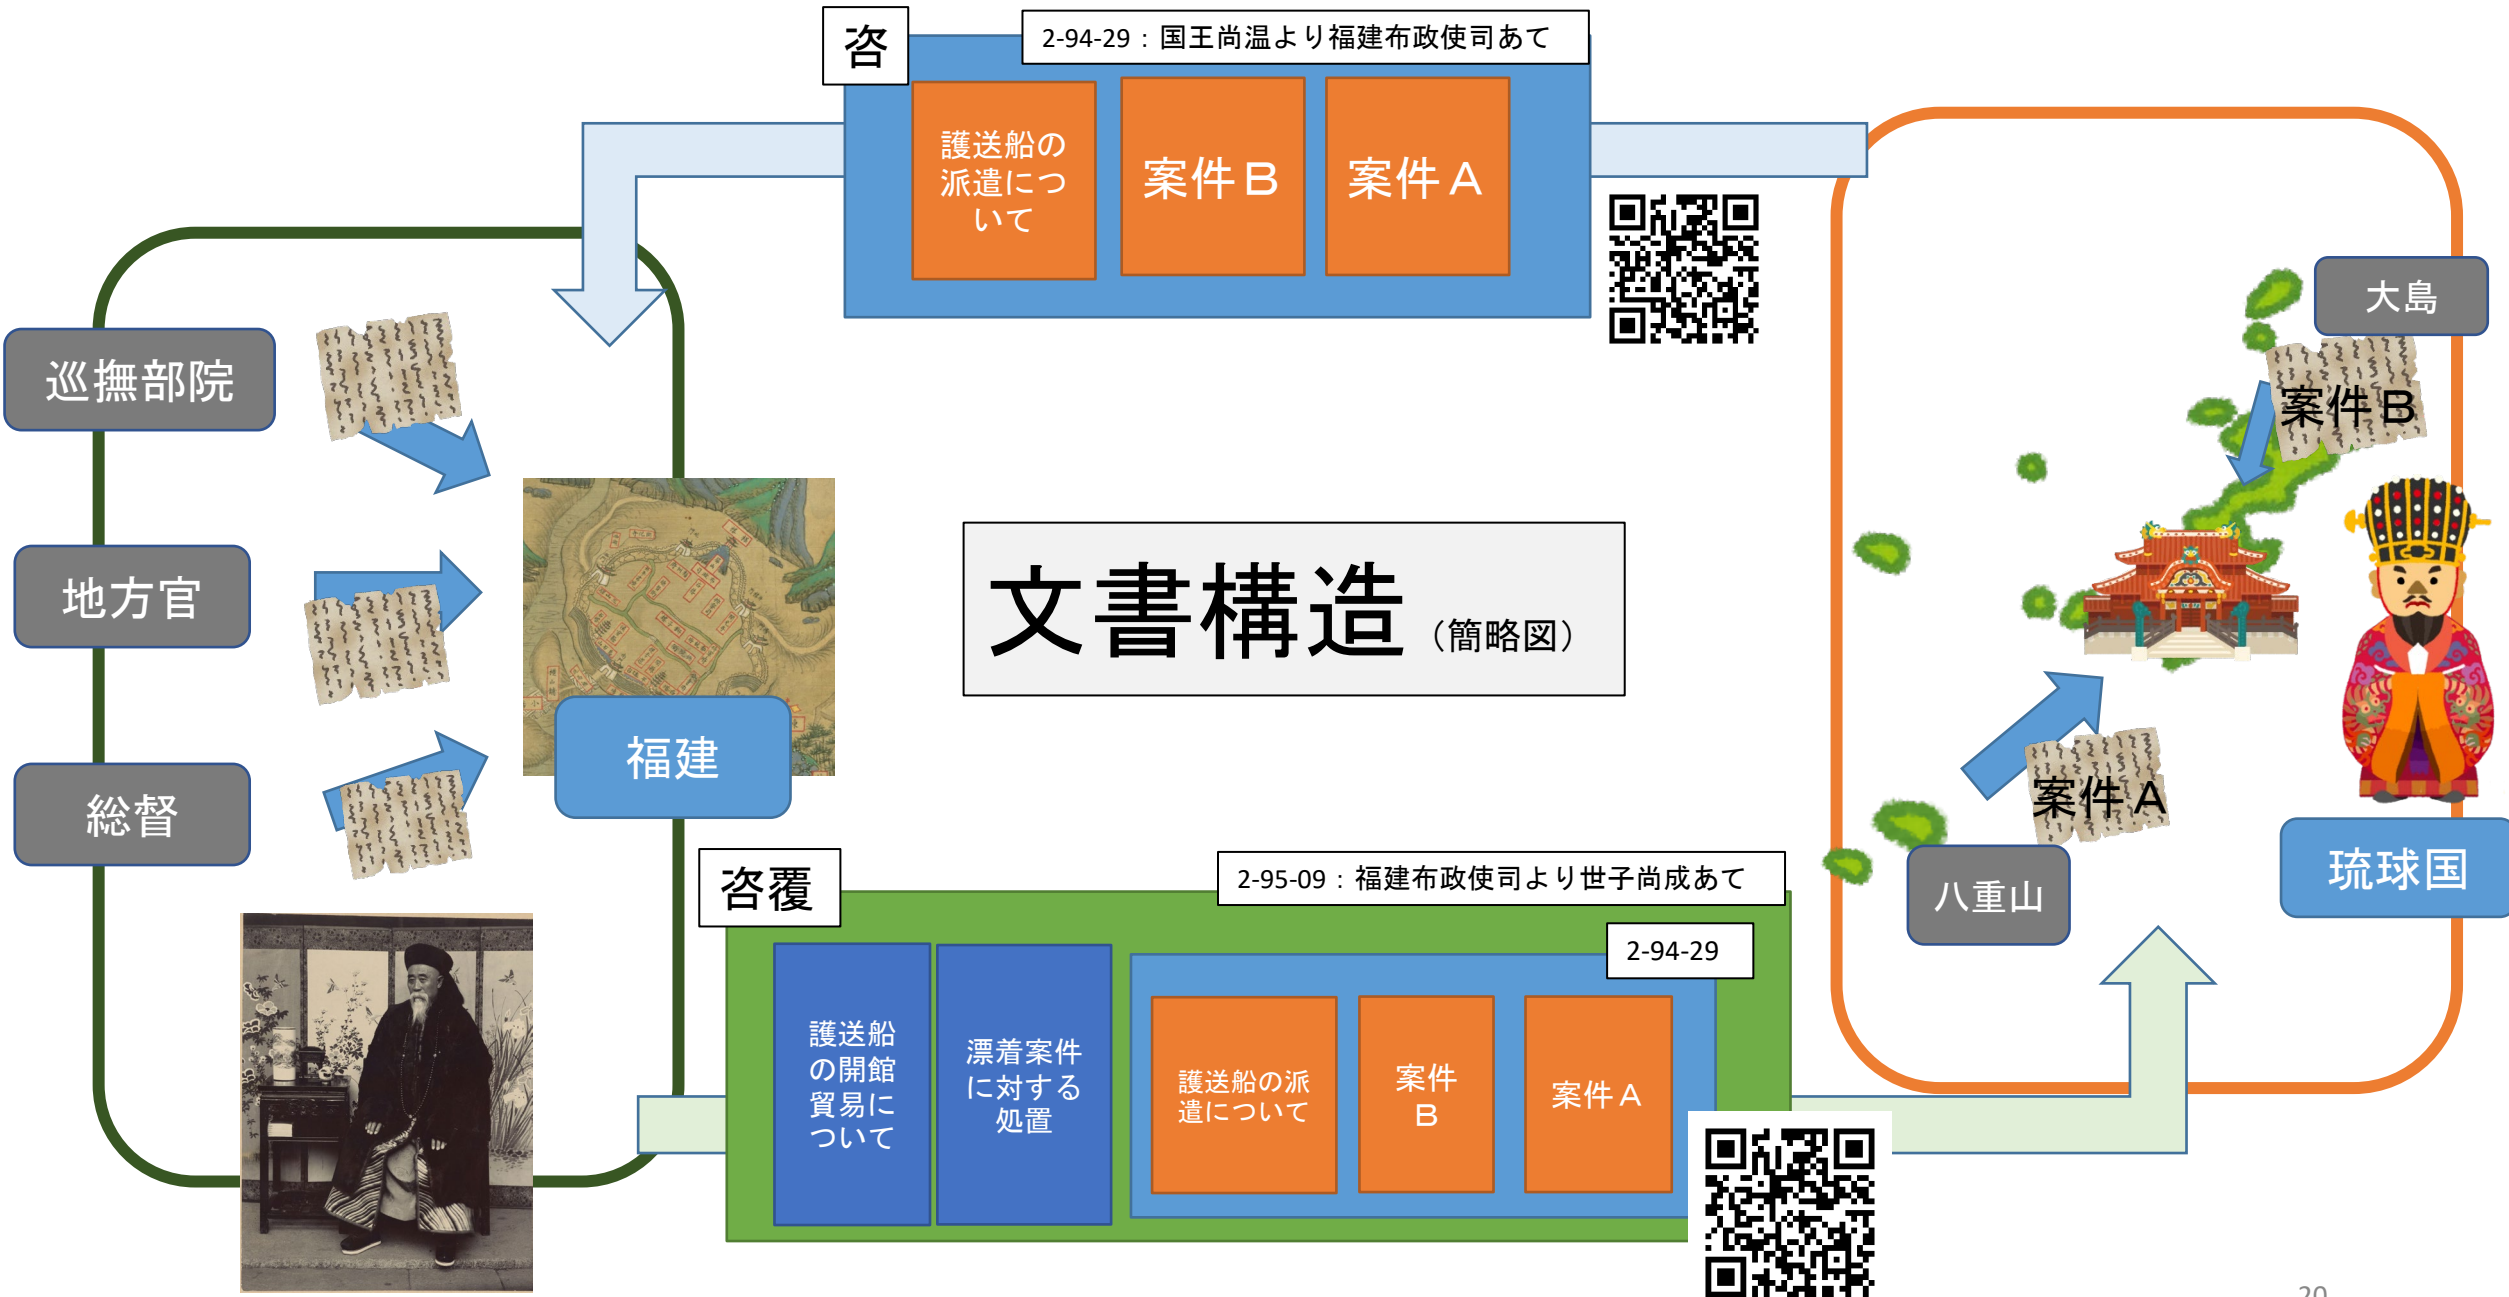 咨
2-94-29：国王尚温より福建布政使司あて
護送船の
派遣につ
いて
案件Ｂ
案件Ａ
巡撫部院
地方官
総督
福建
文書構造（簡略図）
大島
案件Ｂ
案件Ａ
八重山
琉球国
咨覆
2-95-09：福建布政使司より世子尚成あて
2-94-29
護送船
の開館
貿易に
ついて
漂着案件
に対する
処置
護送船の派
遣について
案件
Ｂ
案件Ａ
20